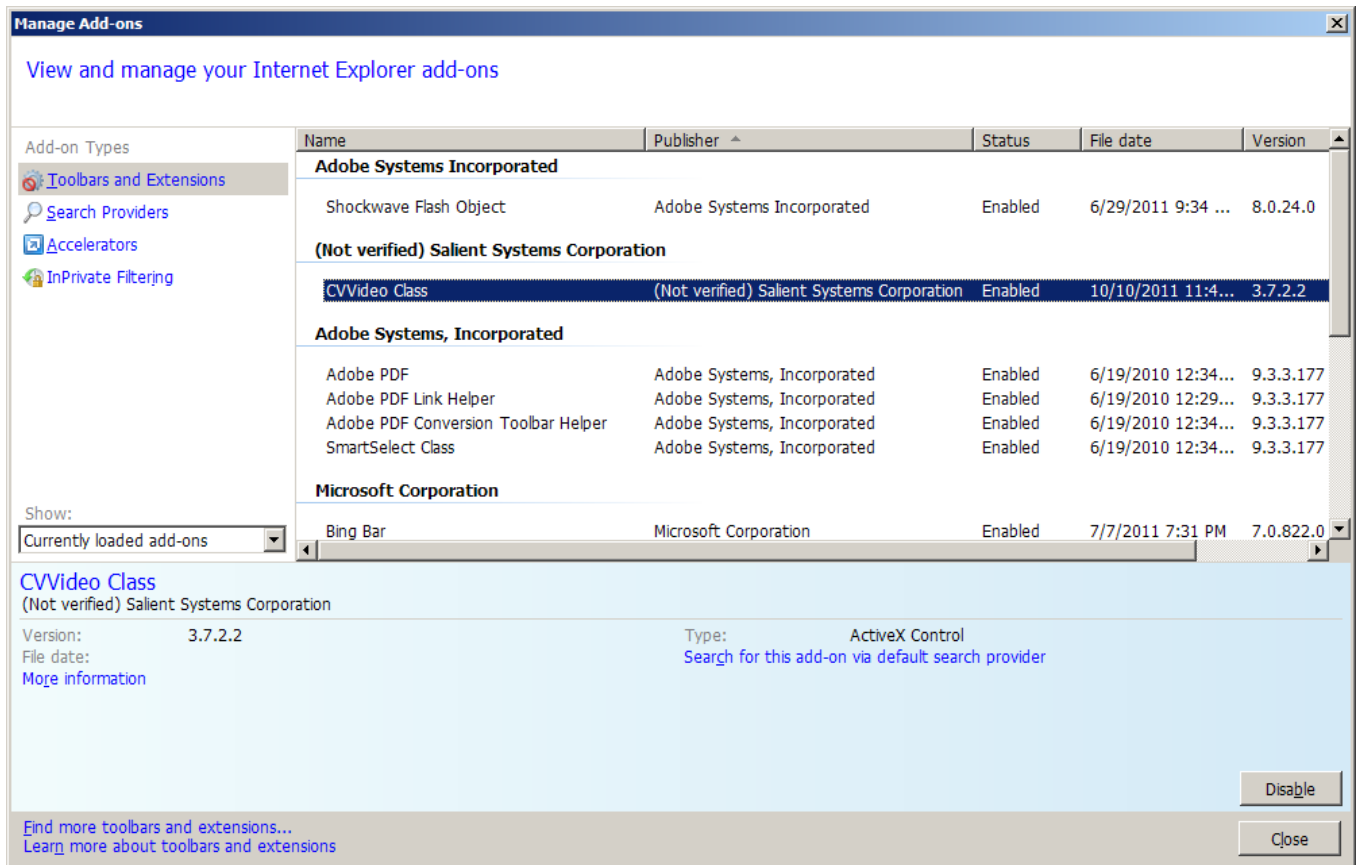 Manage Add-ons
View and manage your Internet Explorer add-ons
Add-on Types
Toolbars and Extensions
Search Providers
Accelerators
InPrivate Filtering
Show:
Currently loaded add-ons
Name Publisher Status File date Version
Adobe Systems Incorporated
Shockwave Flash Object Adobe Systems Incorporated Enabled 6/29/2011 9:34 ... 8.0.24.0
(Not verified) Salient Systems Corporation
CVVideo Class (Not verified) Salient Systems Corporation Enabled 10/10/2011 11:4... 3.7.2.2
Adobe Systems, Incorporated
Adobe PDF Adobe Systems, Incorporated Enabled 6/19/2010 12:34... 9.3.3.177
Adobe PDF Link Helper Adobe Systems, Incorporated Enabled 6/19/2010 12:29... 9.3.3.177
Adobe PDF Conversion Toolbar Helper Adobe Systems, Incorporated Enabled 6/19/2010 12:34... 9.3.3.177
SmartSelect Class Adobe Systems, Incorporated Enabled 6/19/2010 12:34... 9.3.3.177
Microsoft Corporation
Bing Bar Microsoft Corporation Enabled 7/7/2011 7:31 PM 7.0.822.0
CVVideo Class
(Not verified) Salient Systems Corporation
Version: 3.7.2.2
File date:
More information
Type: ActiveX Control
Search for this add-on via default search provider
Disable
Find more toolbars and extensions...
Learn more about toolbars and extensions
Close